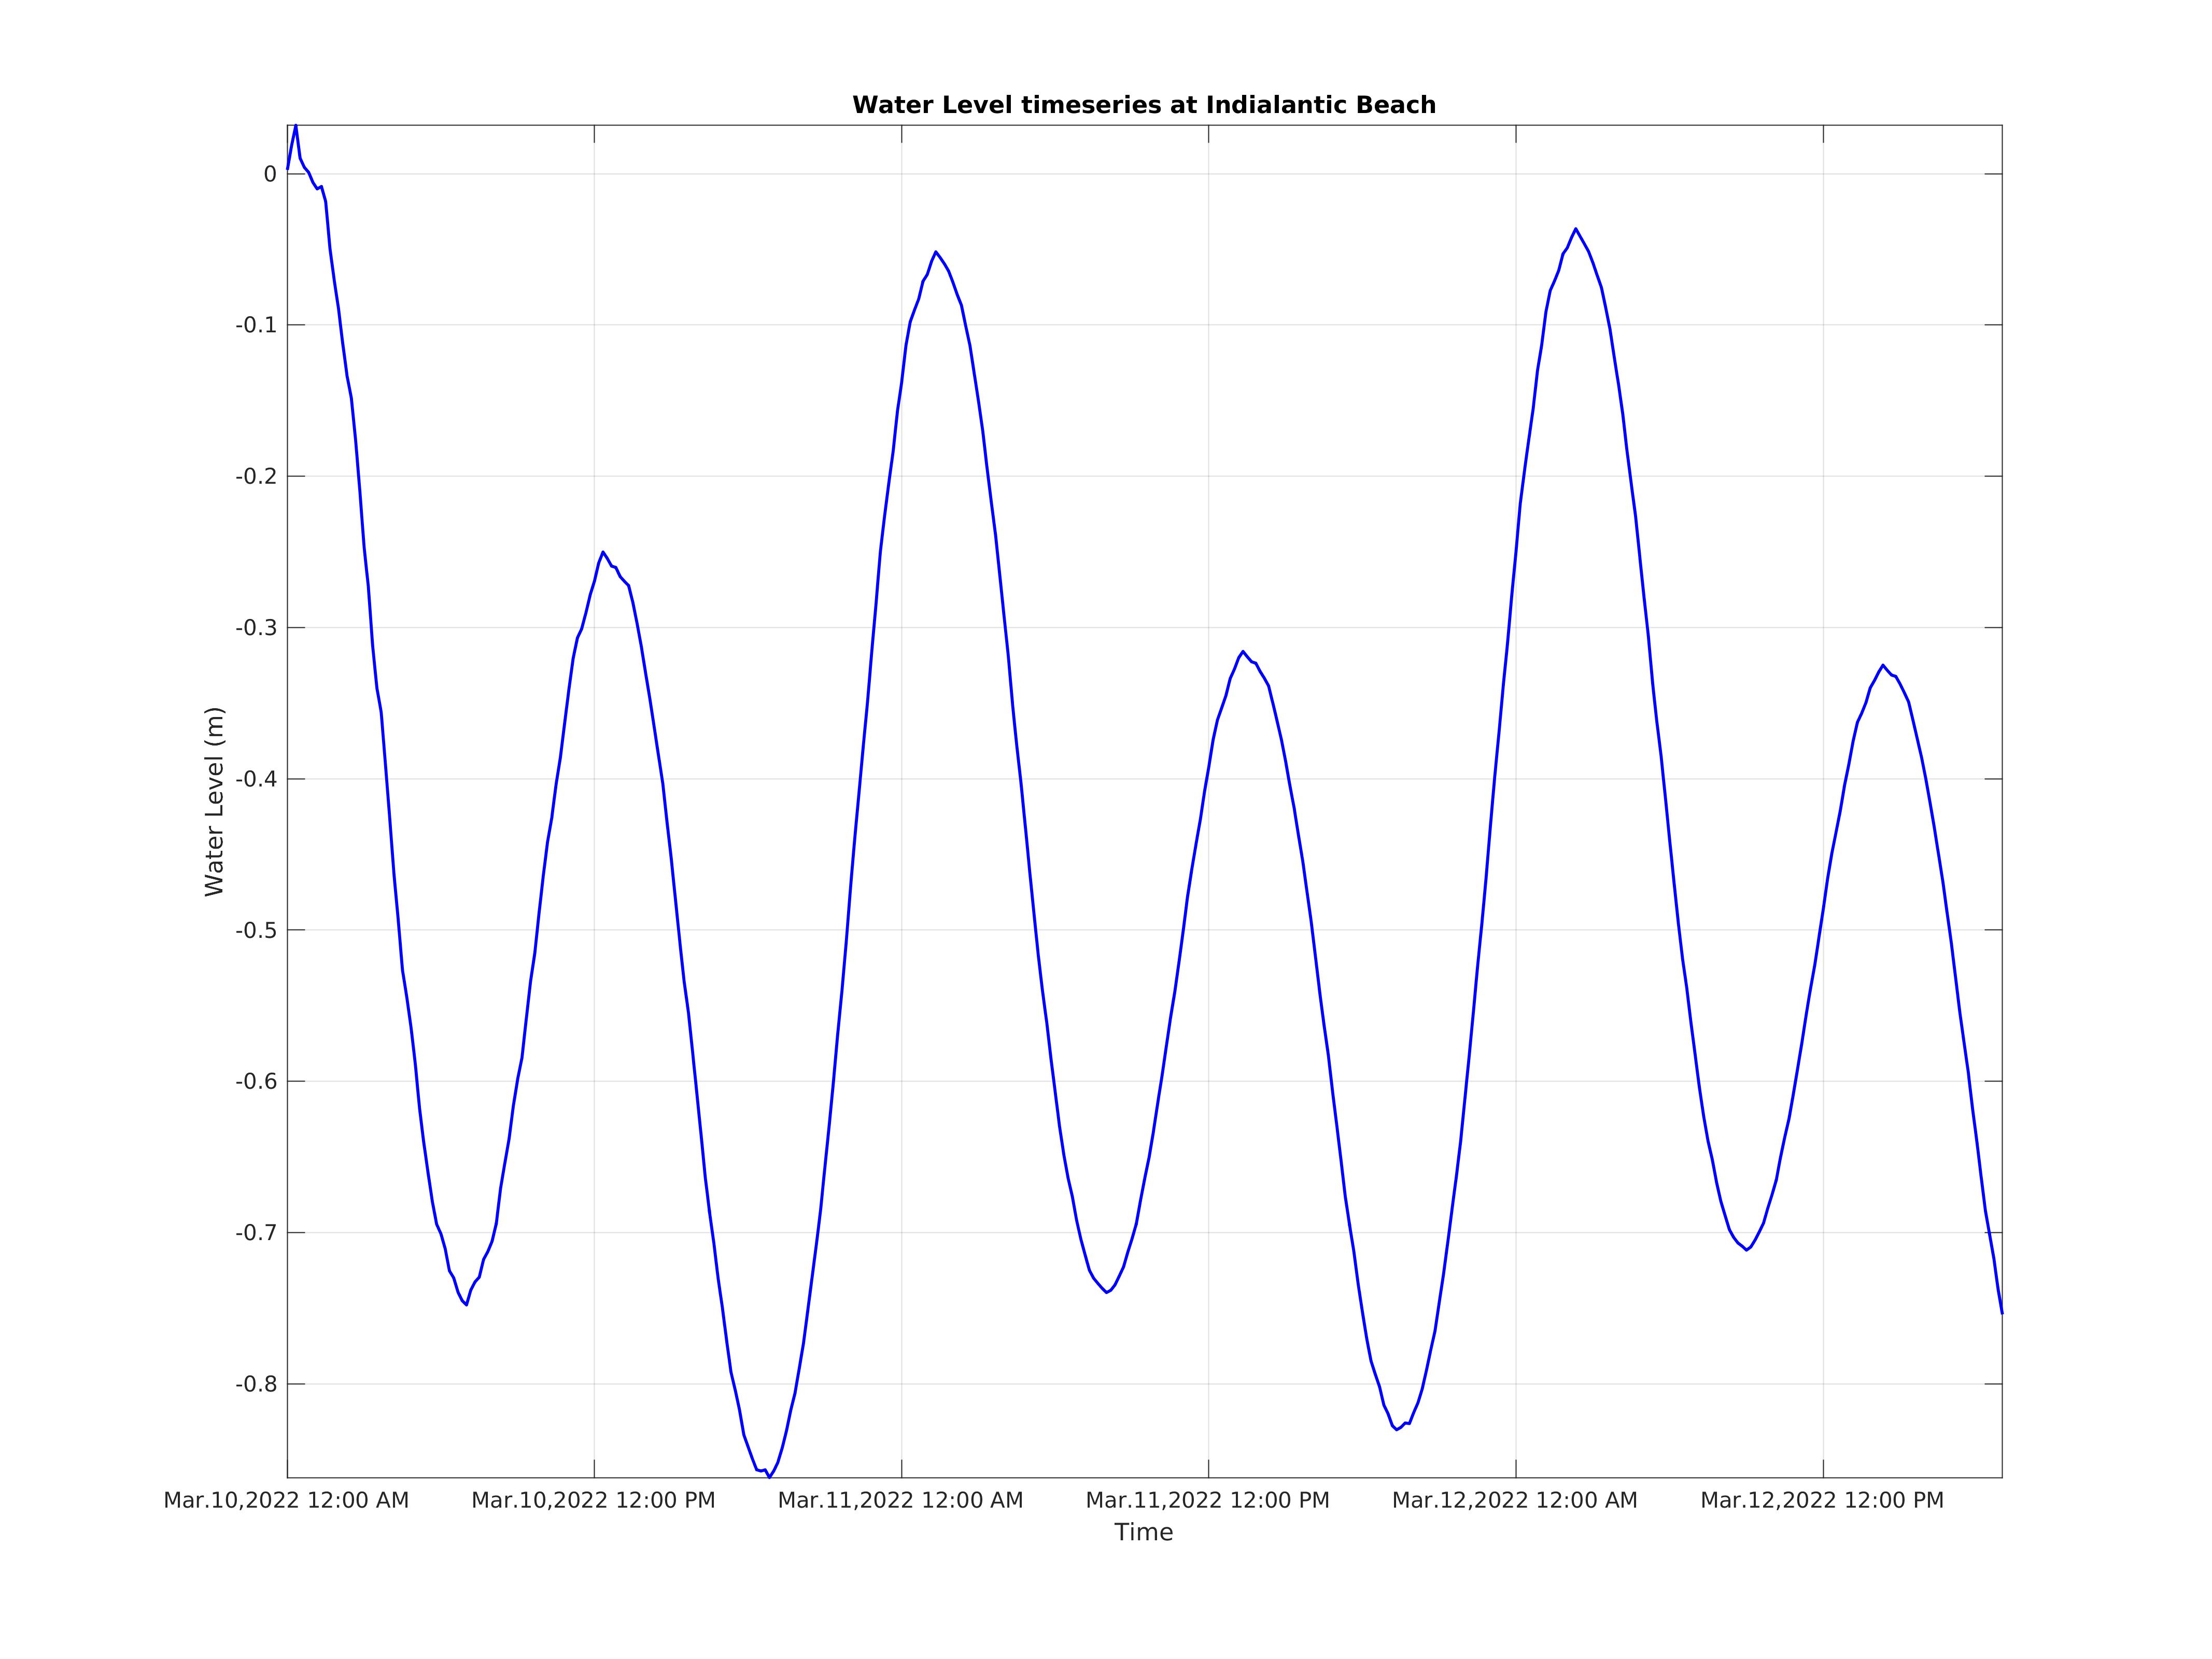 Water Level timeseries at Indialantic Beach
0
-0.1
-0.2
-0.3
-0.4
-0.5
-0.6
-0.7
-0.8
Water Level (m)
Mar.10,2022 12:00 AM Mar.10,2022 12:00 PM Mar.11,2022 12:00 AM Mar.11,2022 12:00 PM Mar.12,2022 12:00 AM Mar.12,2022 12:00 PM
Time